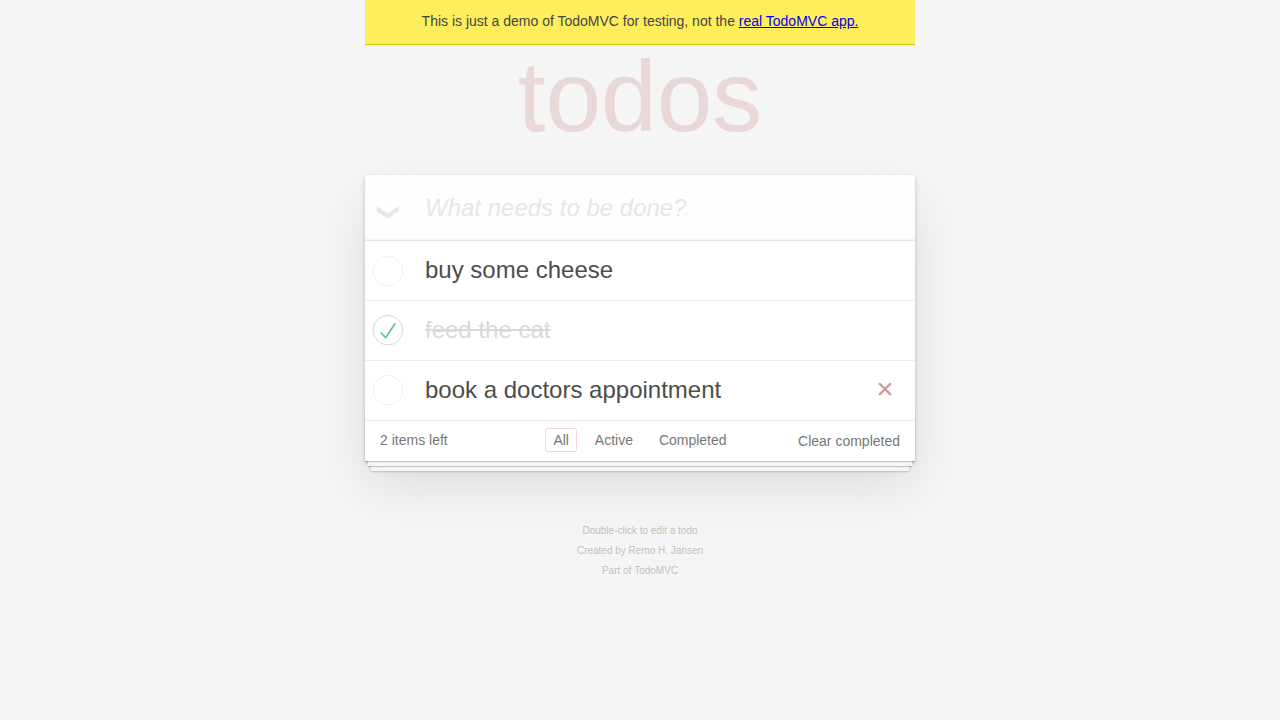 This is just a demo of TodoMVC for testing, not the real TodoMVC app.
todos
What needs to be done?
buy some cheese
feed the cat
book a doctors appointment
2 items left All Active Completed Clear completed
Double-click to edit a todo
Created by Remo H. Jansen
Part of TodoMVC